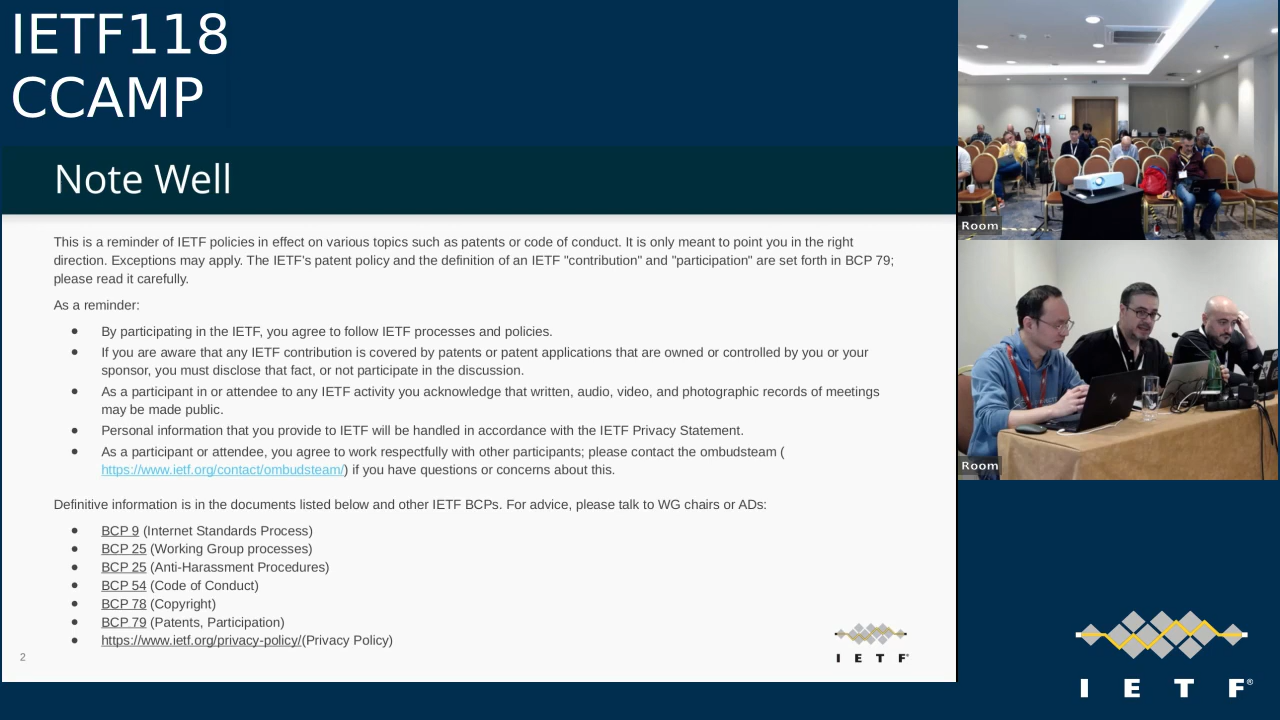 IETF118
CCAMP
Note Well
This is a reminder of IETF policies in effect on various topics such as patents or code of conduct. It is only meant to point you in the right
direction. Exceptions may apply. The IETF's patent policy and the definition of an IETF "contribution" and "participation" are set forth in BCP 79;
please read it carefully.
As a reminder:
● By participating in the IETF, you agree to follow IETF processes and policies.
● If you are aware that any IETF contribution is covered by patents or patent applications that are owned or controlled by you or your
sponsor, you must disclose that fact, or not participate in the discussion.
● As a participant in or attendee to any IETF activity you acknowledge that written, audio, video, and photographic records of meetings
may be made public.
● Personal information that you provide to IETF will be handled in accordance with the IETF Privacy Statement.
● As a participant or attendee, you agree to work respectfully with other participants; please contact the ombudsteam (
https://www.ietf.org/contact/ombudsteam/) if you have questions or concerns about this.
Definitive information is in the documents listed below and other IETF BCPs. For advice, please talk to WG chairs or ADs:
● BCP 9 (Internet Standards Process)
● BCP 25 (Working Group processes)
● BCP 25 (Anti-Harassment Procedures)
● BCP 54 (Code of Conduct)
● BCP 78 (Copyright)
● BCP 79 (Patents, Participation)
● https://www.ietf.org/privacy-policy/(Privacy Policy)
2
I E T F®
Room
Room
I E T F®